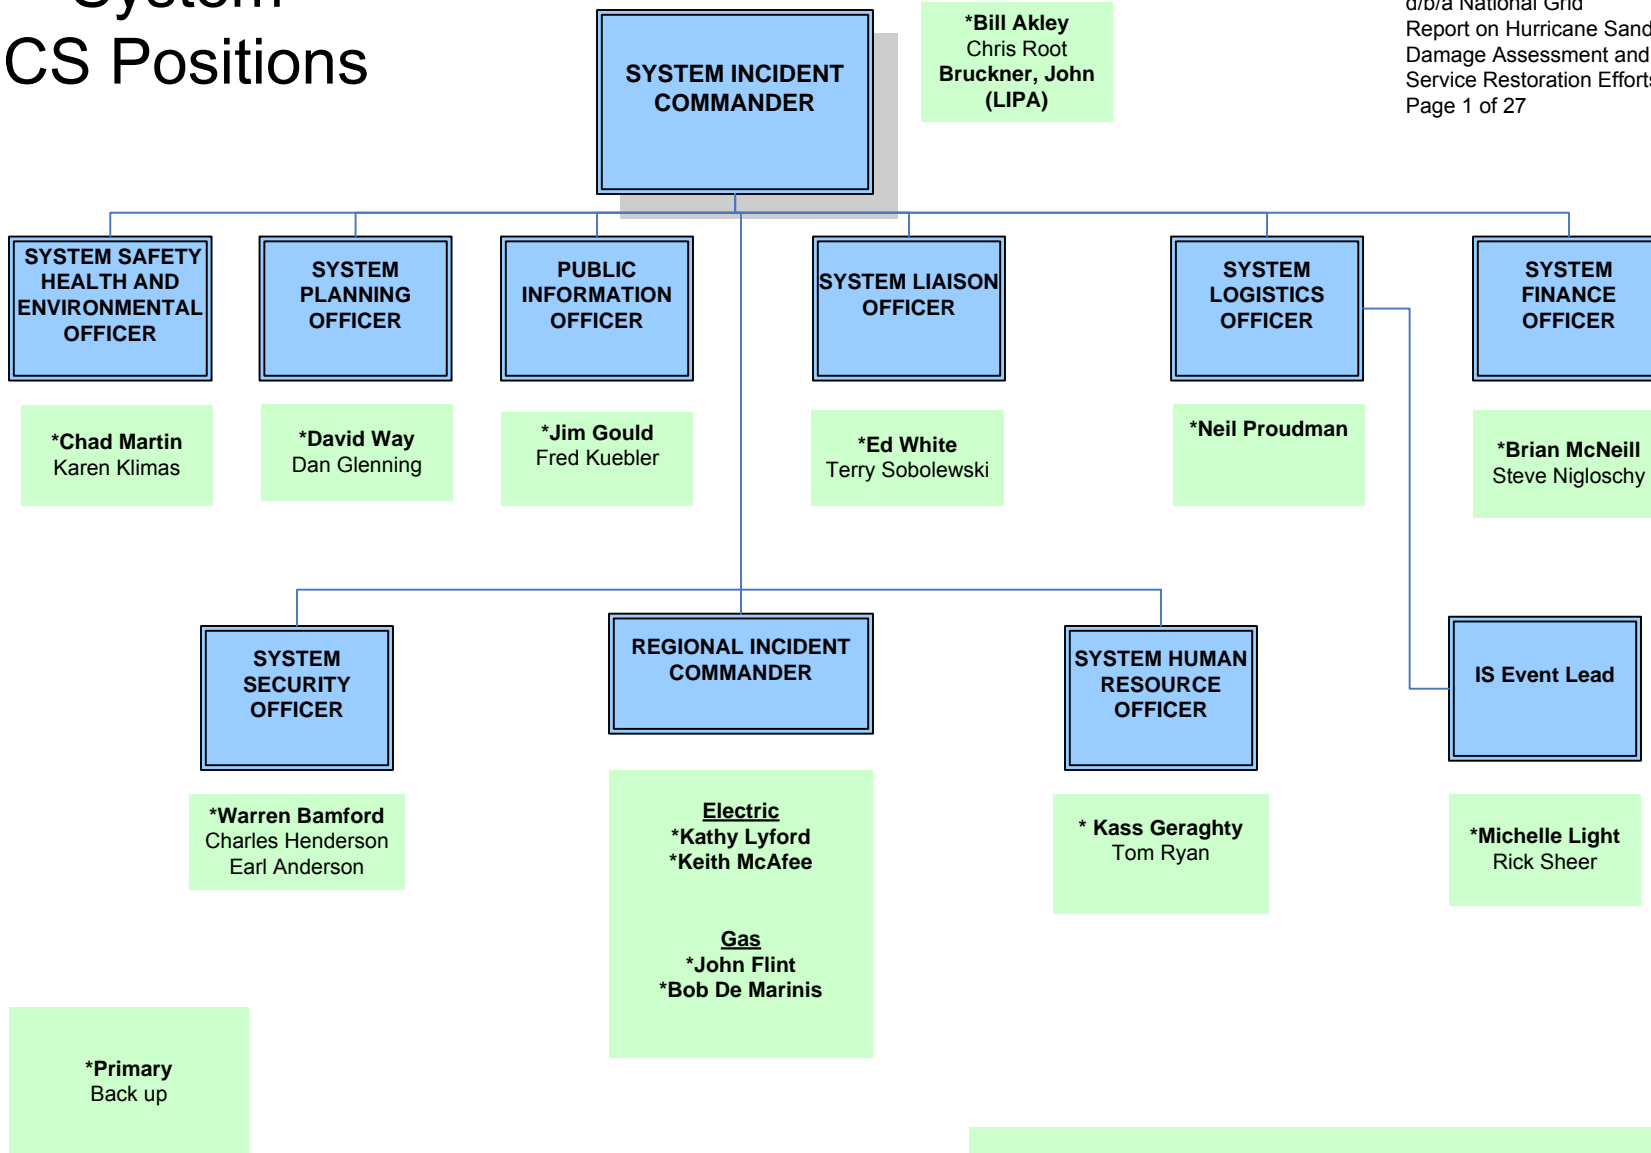 System
CS Positions
d/b/a National Grid
Report on Hurricane Sand
Damage Assessment and
Service Restoration Efforts
Page 1 of 27
SYSTEM INCIDENT
COMMANDER
*Bill Akley
Chris Root
Bruckner, John
(LIPA)
SYSTEM SAFETY
HEALTH AND
ENVIRONMENTAL
OFFICER
SYSTEM
PLANNING
OFFICER
PUBLIC
INFORMATION
OFFICER
SYSTEM LIAISON
OFFICER
SYSTEM
LOGISTICS
OFFICER
SYSTEM
FINANCE
OFFICER
*Chad Martin
Karen Klimas
*David Way
Dan Glenning
*Jim Gould
Fred Kuebler
*Ed White
Terry Sobolewski
*Neil Proudman
*Brian McNeill
Steve Nigloschy
SYSTEM
SECURITY
OFFICER
REGIONAL INCIDENT
COMMANDER
SYSTEM HUMAN
RESOURCE
OFFICER
IS Event Lead
*Warren Bamford
Charles Henderson
Earl Anderson
Electric
*Kathy Lyford
*Keith McAfee
Gas
*John Flint
*Bob De Marinis
* Kass Geraghty
Tom Ryan
*Michelle Light
Rick Sheer
*Primary
Back up